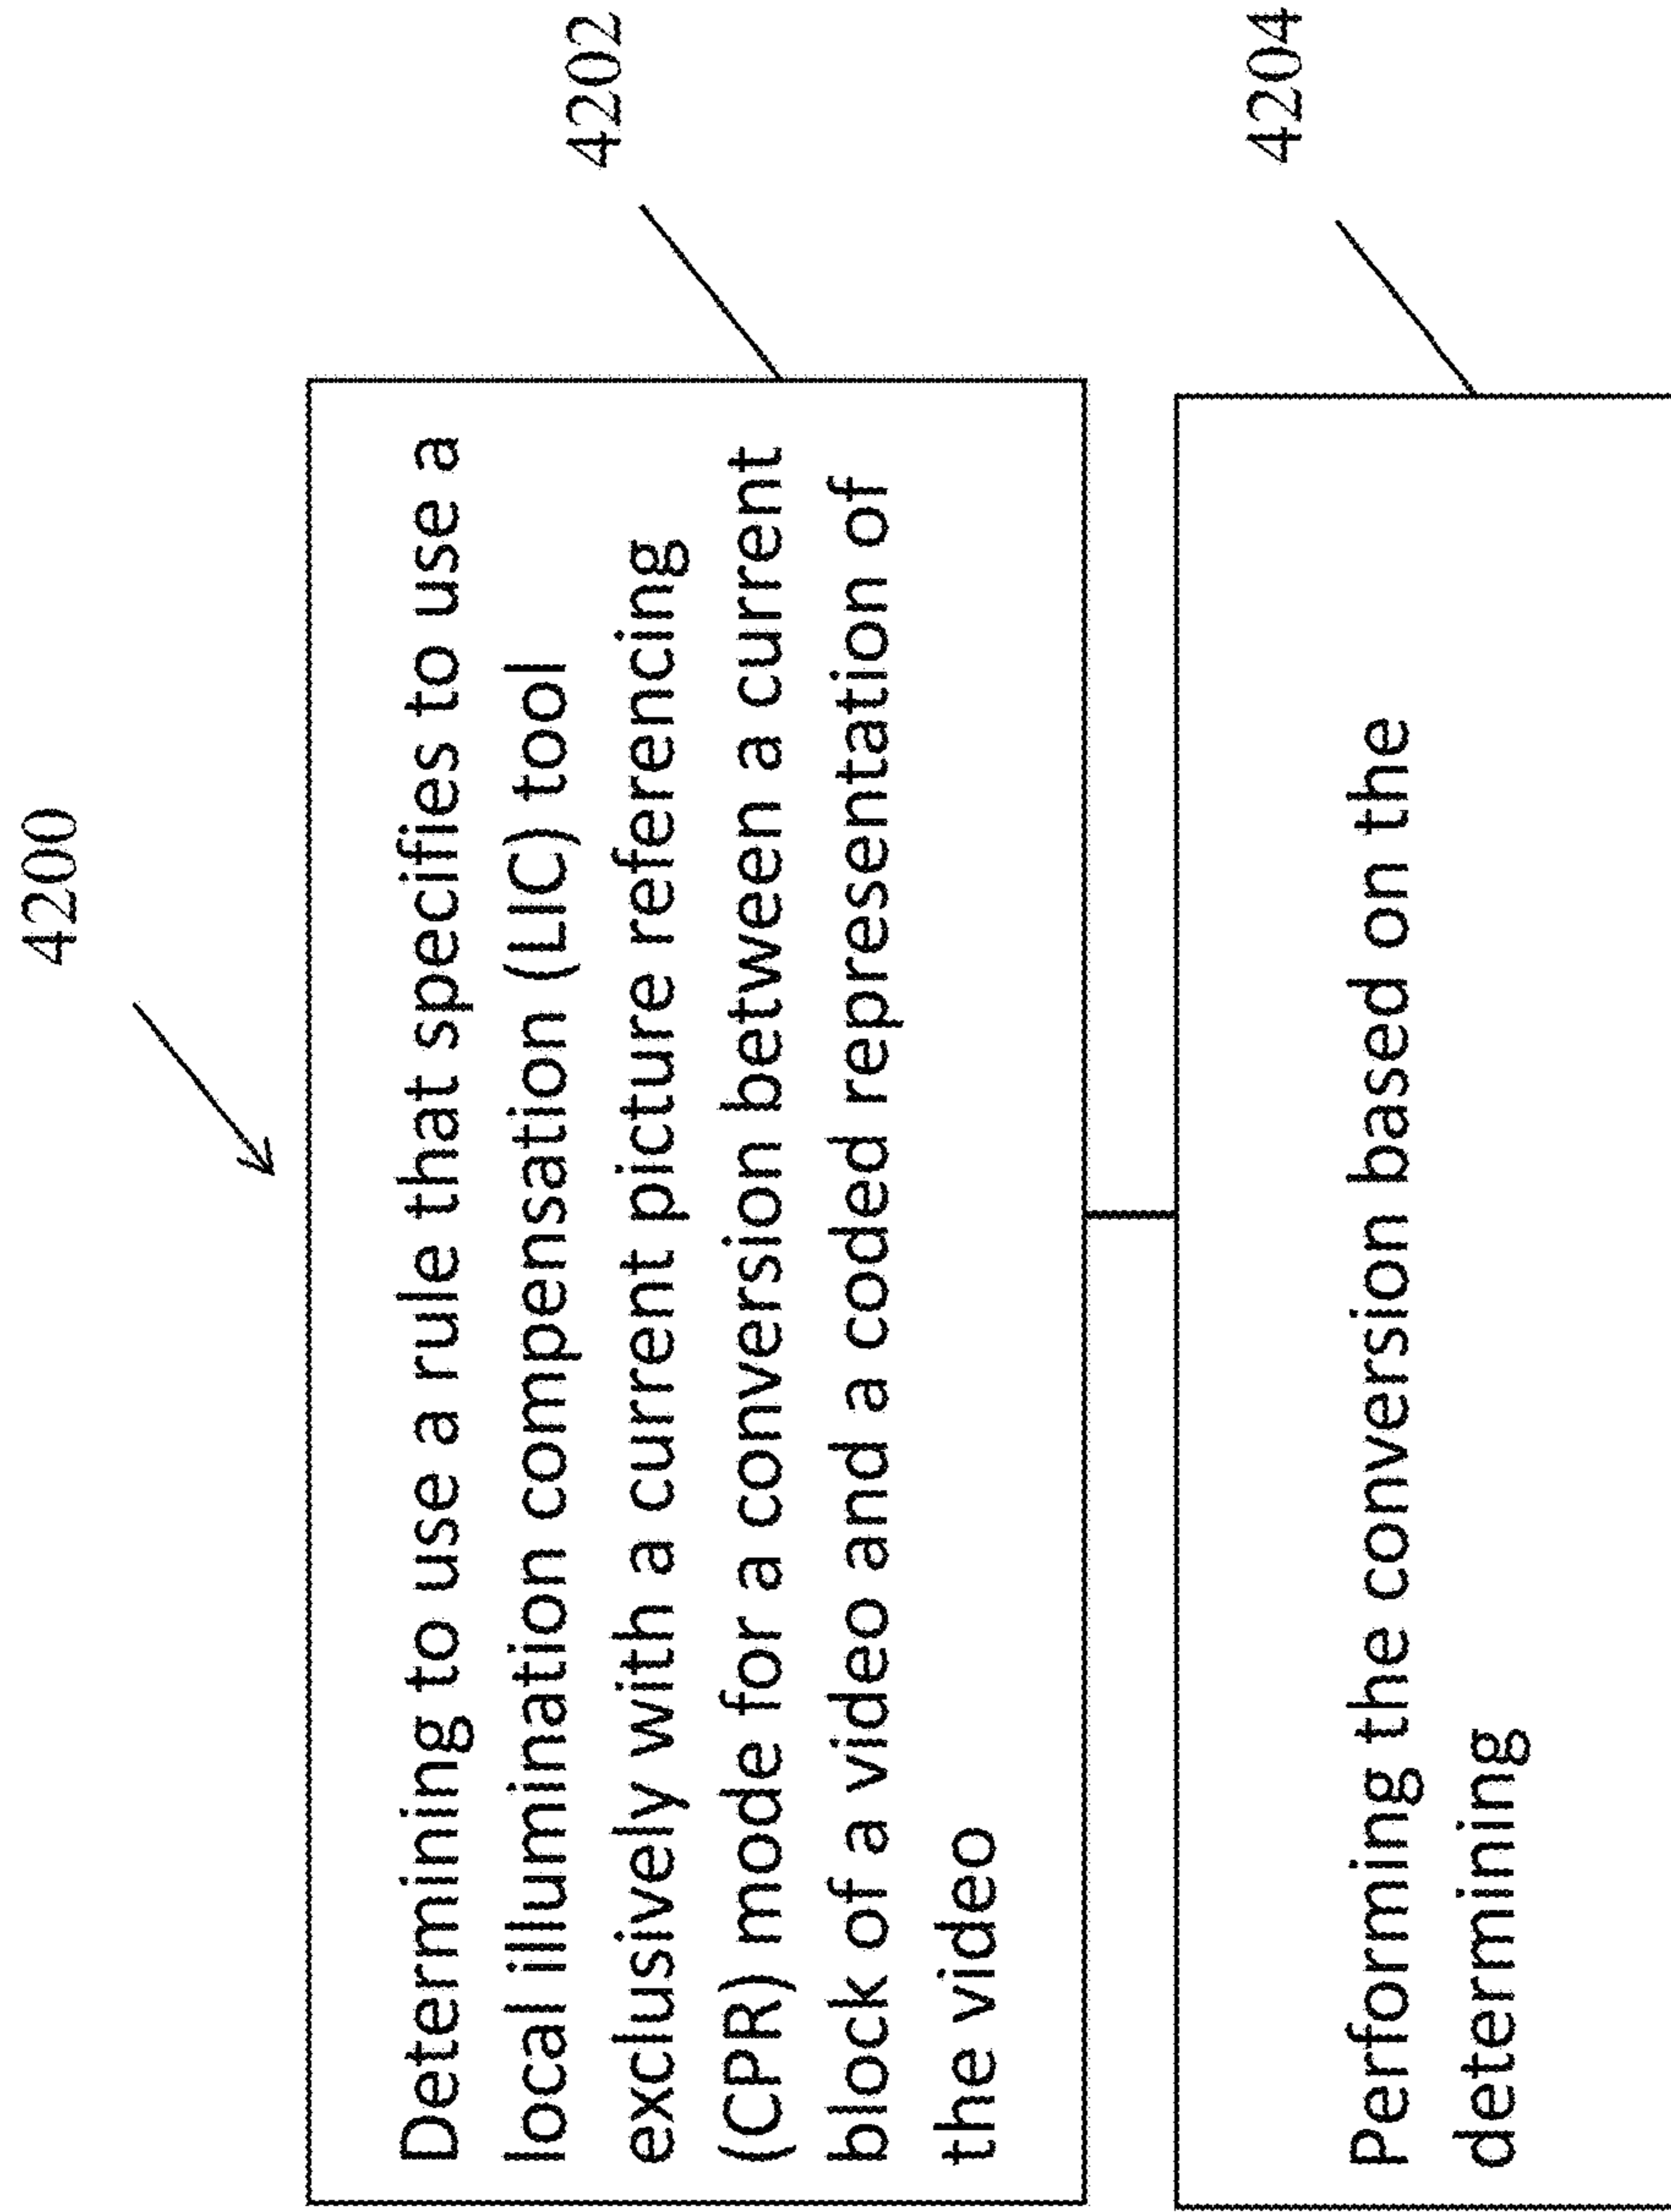 4200
Determining to use a rule that specifies to use a
local illumination compensation (LIC) tool
exclusively with a current picture referencing
(CPR) mode for a conversion between a current
block of a video and a coded representation of
the video
4202
Performing the conversion based on the
determining
4204